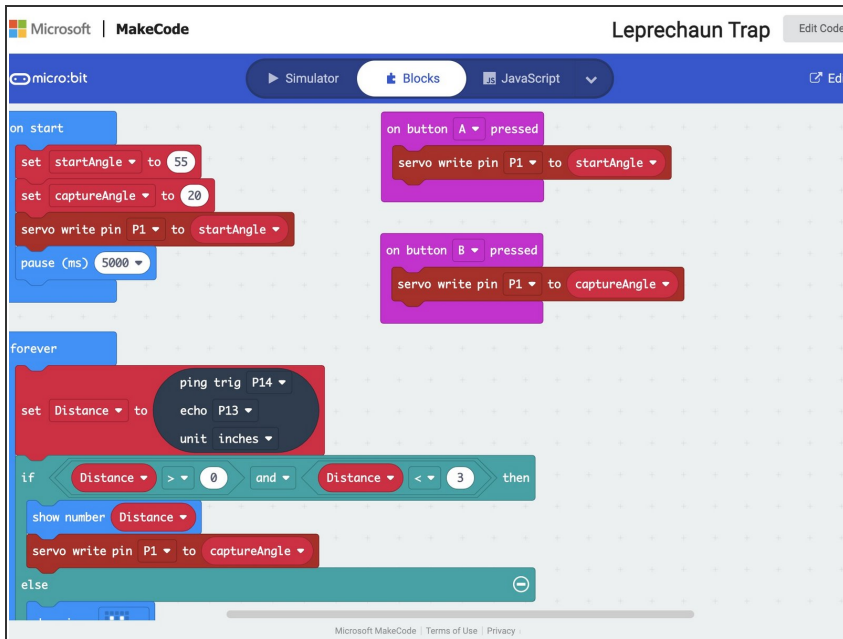 Microsoft | MakeCode
Leprechaun Trap
Edit Code
micro:bit
Simulator
Blocks
JS JavaScript
Edi
on start
set startAngle to 55
set captureAngle to 20
servo write pin P1 to startAngle
pause (ms) 5000
on button A pressed
servo write pin P1 to startAngle
on button B pressed
servo write pin P1 to captureAngle
forever
set Distance to
ping trig P14
echo P13
unit inches
if Distance > 0 and Distance < 3 then
show number Distance
servo write pin P1 to captureAngle
else
Microsoft MakeCode | Terms of Use | Privacy